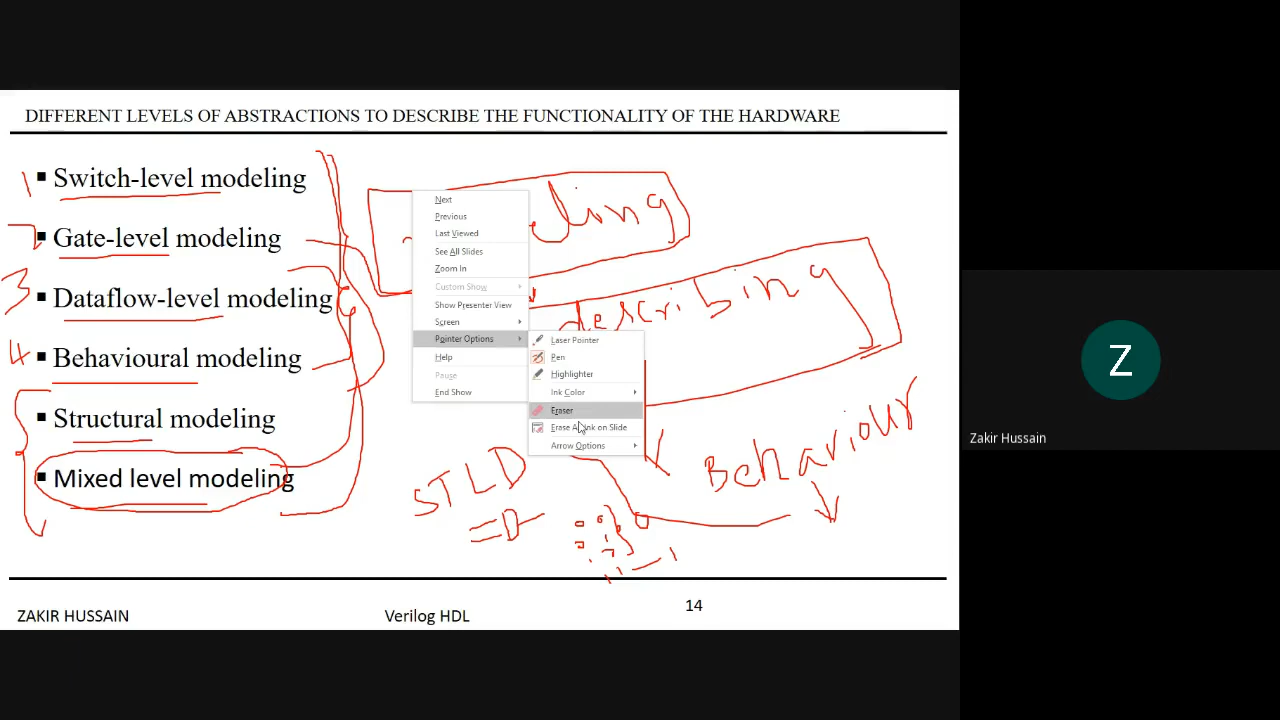 DIFFERENT LEVELS OF ABSTRACTIONS TO DESCRIBE THE FUNCTIONALITY OF THE HARDWARE
1 ▪ Switch-level modeling
2 ▪ Gate-level modeling
3 ▪ Dataflow-level modeling
4 ▪ Behavioural modeling
▪ Structural modeling
▪ Mixed level modeling
describing
Behaviour
STLD
Next
Previous
Last Viewed
See All Slides
Zoom In
Custom Show
Show Presenter View
Screen
Pointer Options
Help
Pause
End Show
Laser Pointer
Pen
Highlighter
Ink Color
Eraser
Erase All Ink on Slide
Arrow Options
ZAKIR HUSSAIN
Verilog HDL
14
Z
Zakir Hussain